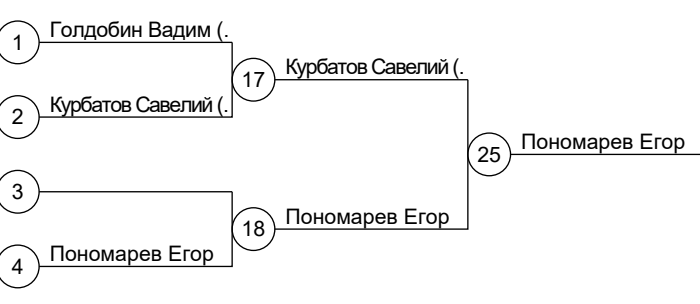 1 Голдобин Вадим (.
17 Курбатов Савелий (.
2 Курбатов Савелий (.
25 Пономарев Егор
3
18 Пономарев Егор
4 Пономарев Егор